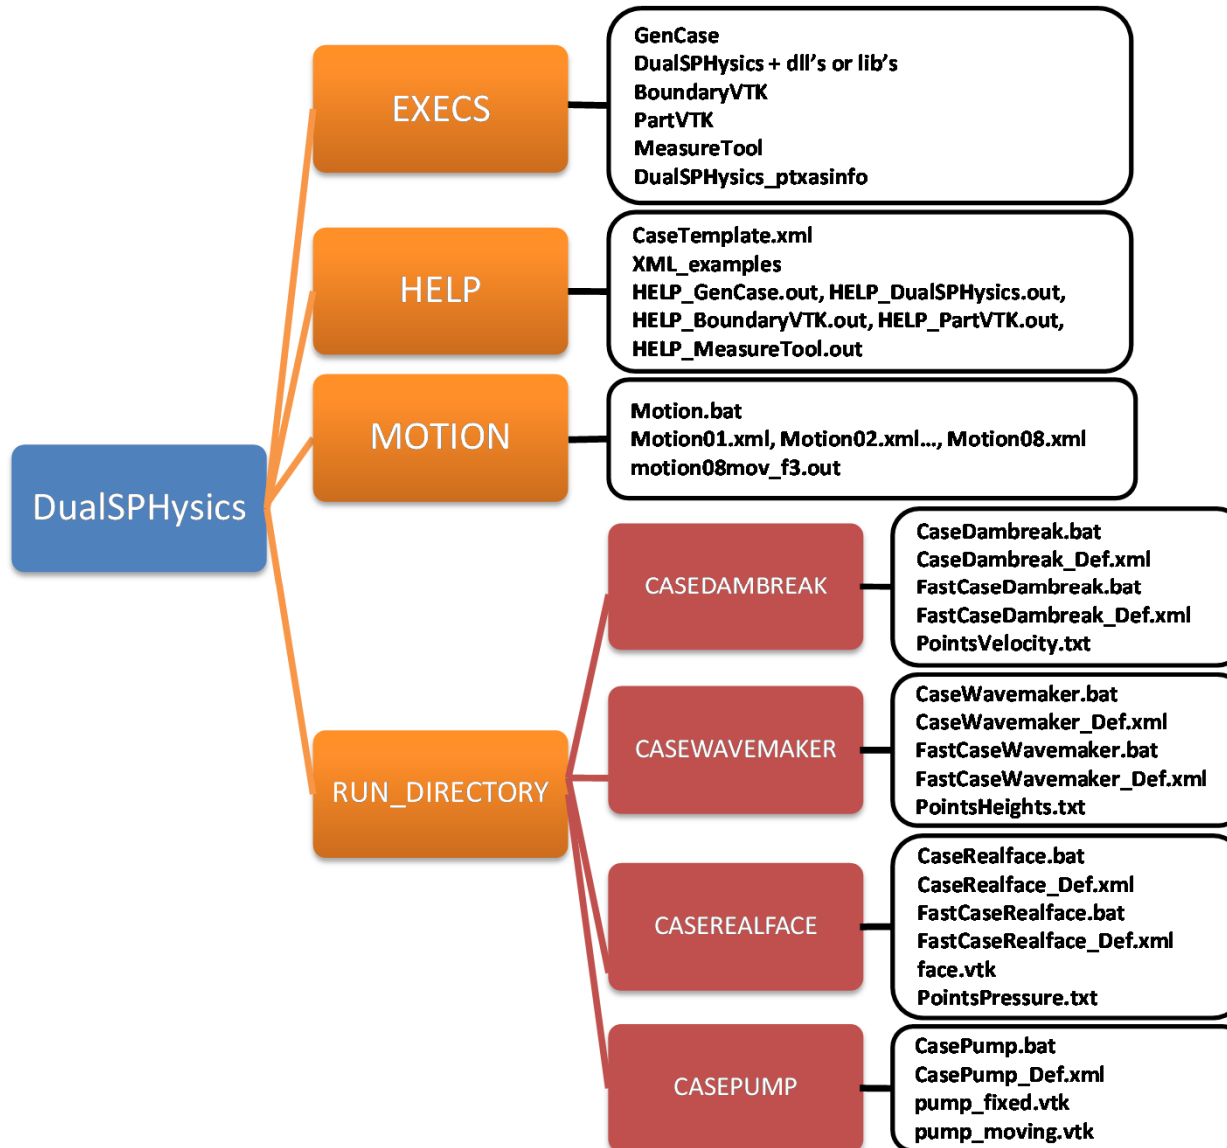 EXECS
GenCase
DualSPHysics + dll's or lib's
BoundaryVTK
PartVTK
MeasureTool
DualSPHysics_ptxasinfo
HELP
CaseTemplate.xml
XML_examples
HELP_GenCase.out, HELP_DualSPHysics.out,
HELP_BoundaryVTK.out, HELP_PartVTK.out,
HELP_MeasureTool.out
MOTION
Motion.bat
Motion01.xml, Motion02.xml..., Motion08.xml
motion08mov_f3.out
DualSPHysics
RUN_DIRECTORY
CASEDAMBREAK
CaseDambreak.bat
CaseDambreak_Def.xml
FastCaseDambreak.bat
FastCaseDambreak_Def.xml
PointsVelocity.txt
CASEWAVEMAKER
CaseWavemaker.bat
CaseWavemaker_Def.xml
FastCaseWavemaker.bat
FastCaseWavemaker_Def.xml
PointsHeights.txt
CASEREALFACE
CaseRealface.bat
CaseRealface_Def.xml
FastCaseRealface.bat
FastCaseRealface_Def.xml
face.vtk
PointsPressure.txt
CASEPUMP
CasePump.bat
CasePump_Def.xml
pump_fixed.vtk
pump_moving.vtk